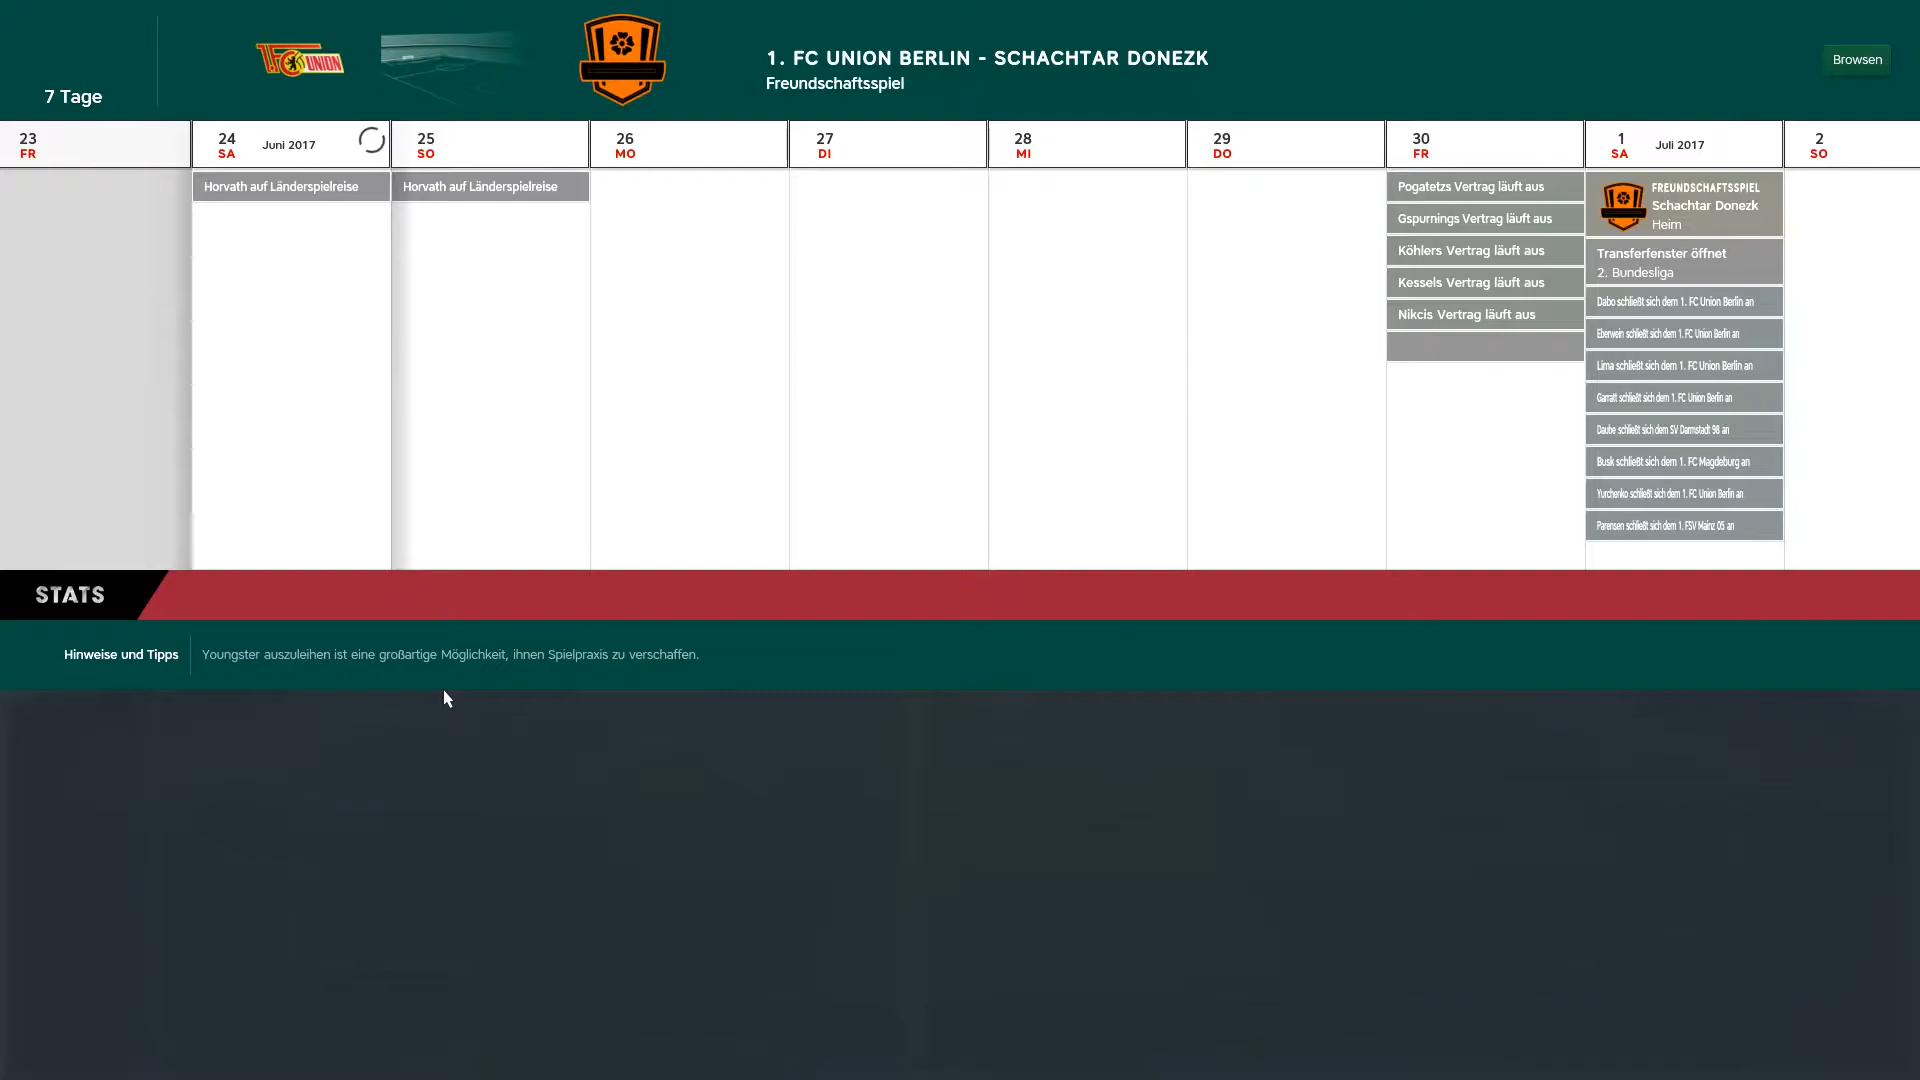 7 Tage
1. FC UNION BERLIN - SCHACHTAR DONEZK
Freundschaftsspiel
Browsen
23
FR
24
SA
Juni 2017
25
SO
26
MO
27
DI
28
MI
29
DO
30
FR
1
SA
Juli 2017
2
SO
Horvath auf Länderspielreise
Horvath auf Länderspielreise
Pogatetzs Vertrag läuft aus
Gspurnings Vertrag läuft aus
Köhlers Vertrag läuft aus
Kessels Vertrag läuft aus
Nikcis Vertrag läuft aus
FREUNDSCHAFTSSPIEL
Schachtar Donezk
Heim
Transferfenster öffnet
2. Bundesliga
Dabo schließt sich dem 1. FC Union Berlin an
Eberwein schließt sich dem 1. FC Union Berlin an
Lima schließt sich dem 1. FC Union Berlin an
Garratt schließt sich dem 1. FC Union Berlin an
Daube schließt sich dem SV Darmstadt 98 an
Busk schließt sich dem 1. FC Magdeburg an
Yurchenko schließt sich dem 1. FC Union Berlin an
Parensen schließt sich dem 1. FSV Mainz 05 an
STATS
Hinweise und Tipps
Youngster auszuleihen ist eine großartige Möglichkeit, ihnen Spielpraxis zu verschaffen.
1.FC UNION